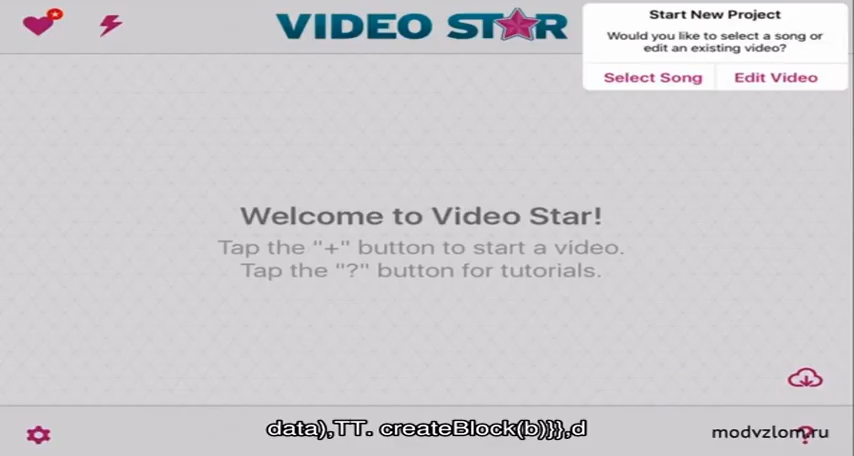 VIDEO STAR
Start New Project
Would you like to select a song or
edit an existing video?
Select Song
Edit Video
Welcome to Video Star!
Tap the "+" button to start a video.
Tap the "?" button for tutorials.
data),TT. createBlock(b)}},d
modvzlom.ru